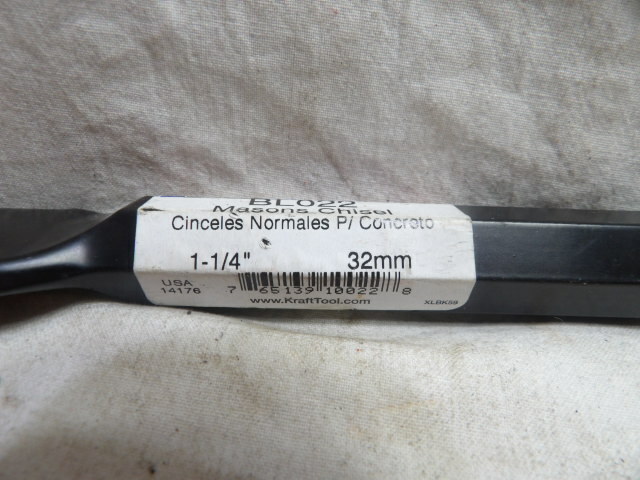 BL022
Masons Chisel
Cinceles Normales P/ Concreto
1-1/4" 32mm
USA
14176 7 65139 10022 8
www.KraftTool.com XLBK59